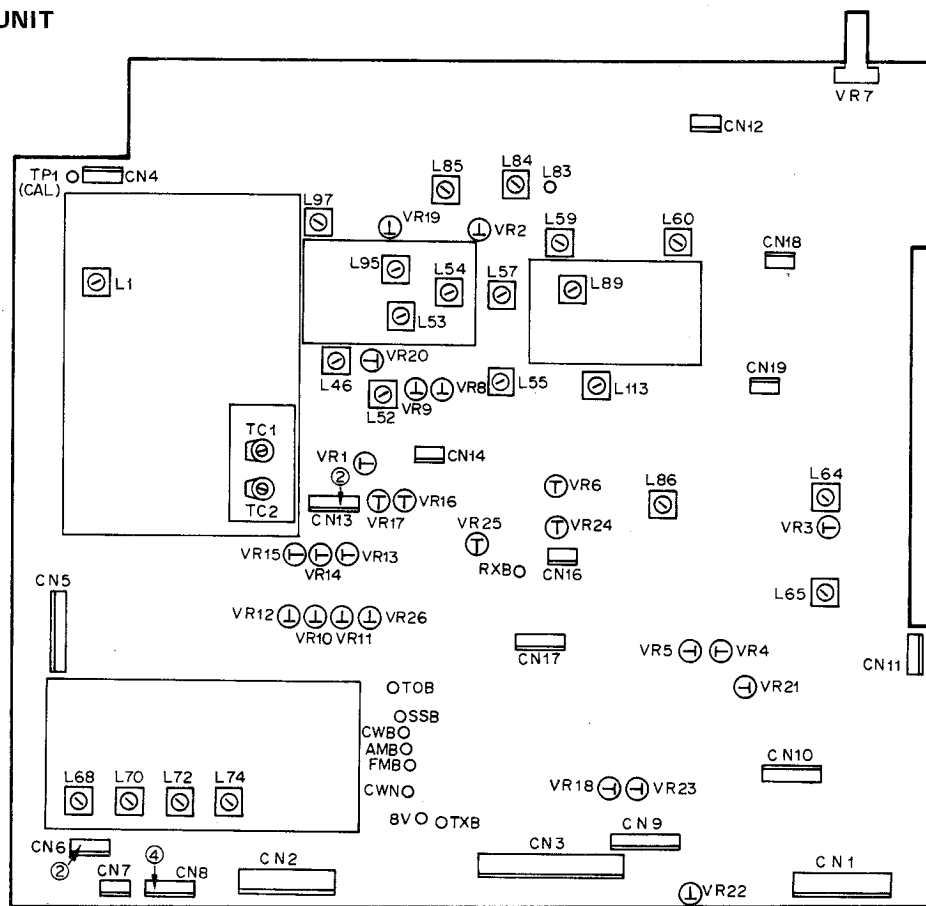 UNIT
VR7
CN12
TP1
(CAL)
CN4
L85
L84
L83
L97
VR19
VR2
L59
L60
CN18
L1
L95
L54
L57
L89
L53
L46
VR20
CN19
L52
VR9
VR8
L55
L113
TC1
TC2
VR1
②
CN14
CN13
VR17
VR16
VR6
L86
L64
VR25
VR24
VR3
VR15
VR14
VR13
RXB
CN16
CN5
L65
VR12
VR10
VR11
VR26
CN17
VR5
VR4
CN11
VR21
TOB
SSB
CWB
AMB
FMB
CWN
8V
TXB
CN10
L68
L70
L72
L74
VR18
VR23
CN6
②
CN7
④
CN8
CN2
CN3
CN9
CN1
VR22